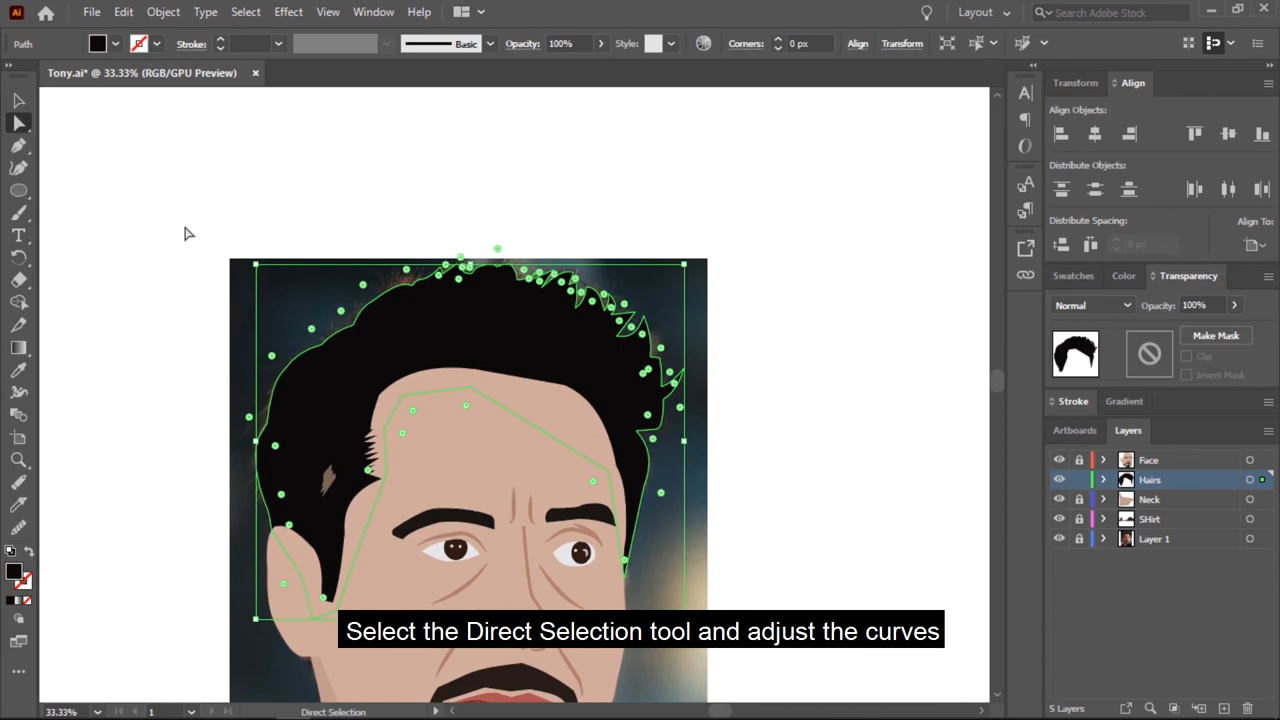 Ai File Edit Object Type Select Effect View Window Help Layout Search Adobe Stock
Path Stroke: Basic Opacity: 100% Style: Corners: 0 px Align Transform
Tony.ai* @ 33.33% (RGB/GPU Preview)
Transform Align
Align Objects:
Distribute Objects:
Distribute Spacing: Align To:
0 px
Swatches Color Transparency
Normal Opacity: 100%
Make Mask
Clip
Invert Mask
Stroke Gradient
Artboards Layers
Face
Hairs
Neck
SHirt
Layer 1
Select the Direct Selection tool and adjust the curves
33.33% 1 Direct Selection 5 Layers